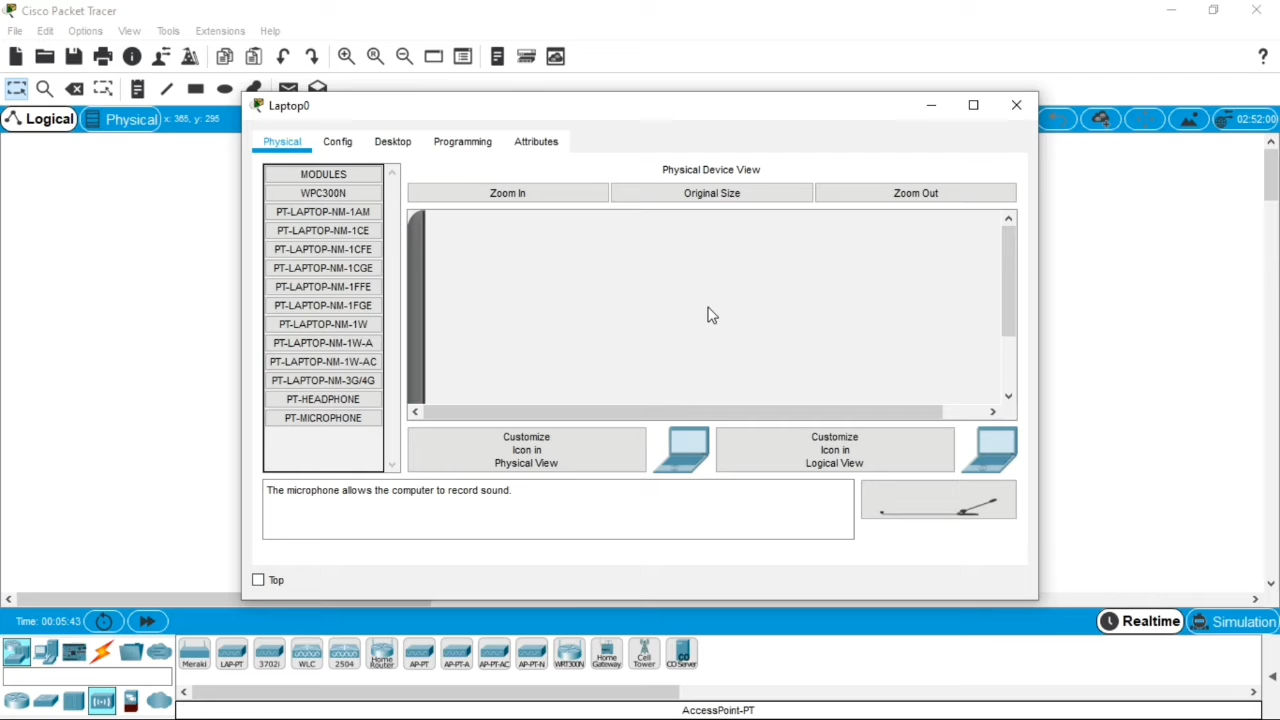 Cisco Packet Tracer
File Edit Options View Tools Extensions Help
Logical Physical x: 365, y: 295
02:52:00
Laptop0
Physical Config Desktop Programming Attributes
MODULES
WPC300N
PT-LAPTOP-NM-1AM
PT-LAPTOP-NM-1CE
PT-LAPTOP-NM-1CFE
PT-LAPTOP-NM-1CGE
PT-LAPTOP-NM-1FFE
PT-LAPTOP-NM-1FGE
PT-LAPTOP-NM-1W
PT-LAPTOP-NM-1W-A
PT-LAPTOP-NM-1W-AC
PT-LAPTOP-NM-3G/4G
PT-HEADPHONE
PT-MICROPHONE
Physical Device View
Zoom In Original Size Zoom Out
Customize
Icon in
Physical View
Customize
Icon in
Logical View
The microphone allows the computer to record sound.
Top
Time: 00:05:43
Realtime Simulation
Meraki LAP-PT 3702i WLC 2504 Home Router AP-PT AP-PT-A AP-PT-AC AP-PT-N WRT300N Home Gateway Cell Tower CO Server
AccessPoint-PT